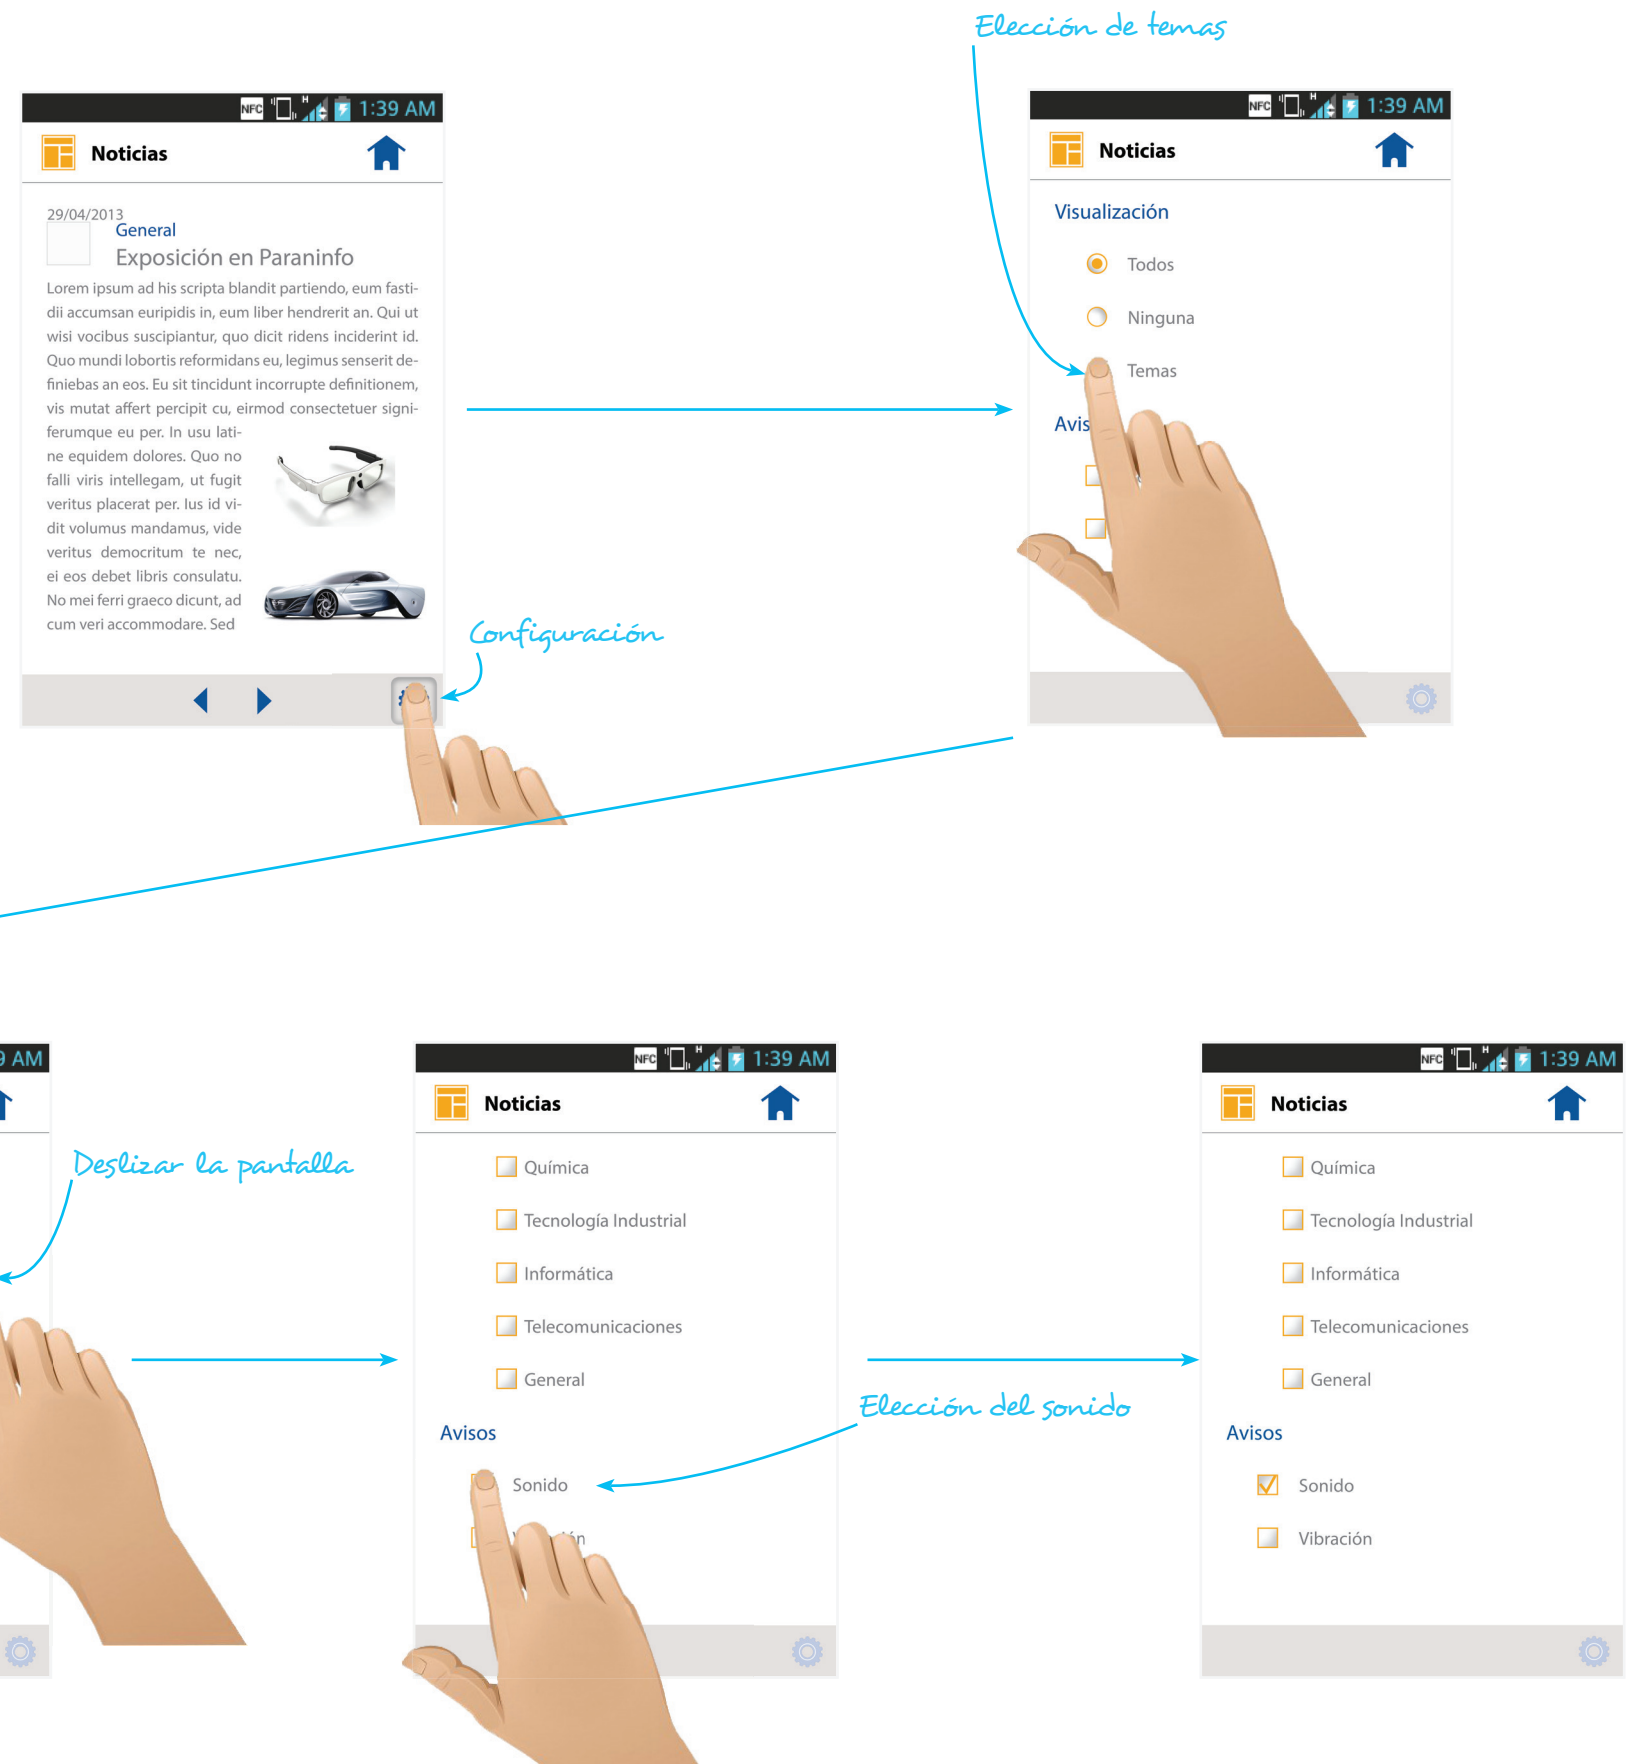 Elección de temas
NFC H 1:39 AM
Noticias
29/04/2013
General
Exposición en Paraninfo
Lorem ipsum ad his scripta blandit partiendo, eum fasti-
dii accumsan euripidis in, eum liber hendrerit an. Qui ut
wisi vocibus suscipiantur, quo dicit ridens inciderint id.
Quo mundi lobortis reformidans eu, legimus senserit de-
finiebas an eos. Eu sit tincidunt incorrupte definitionem,
vis mutat affert percipit cu, eirmod consectetuer signi-
ferumque eu per. In usu lati-
ne equidem dolores. Quo no
falli viris intellegam, ut fugit
veritus placerat per. Ius id vi-
dit volumus mandamus, vide
veritus democritum te nec,
ei eos debet libris consulatu.
No mei ferri graeco dicunt, ad
cum veri accommodare. Sed
Configuración
NFC H 1:39 AM
Noticias
Visualización
Todos
Ninguna
Temas
Avis
9 AM
Deslizar la pantalla
NFC H 1:39 AM
Noticias
Química
Tecnología Industrial
Informática
Telecomunicaciones
General
Avisos
Sonido
Elección del sonido
NFC H 1:39 AM
Noticias
Química
Tecnología Industrial
Informática
Telecomunicaciones
General
Avisos
Sonido
Vibración